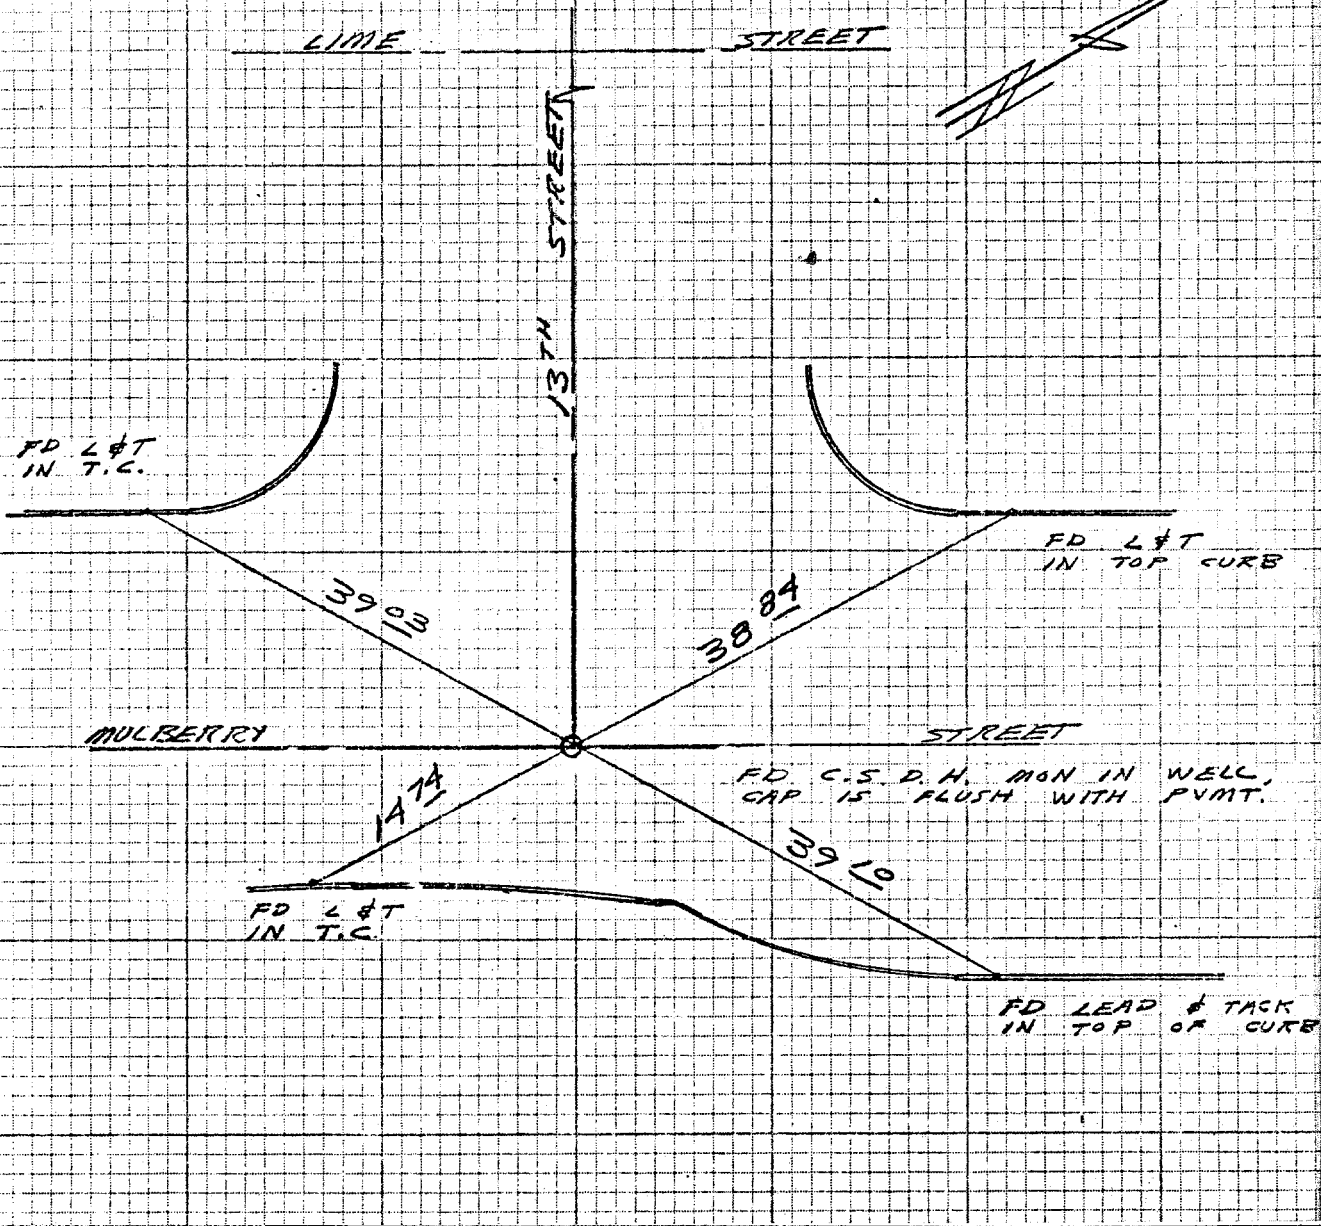 LIME STREET
13TH STREET
FD L & T
IN T.C.
FD L & T
IN TOP CURB
39 03
38 84
MULBERRY STREET
FD C.S.D.H. MON IN WELL,
CAP IS FLUSH WITH PVMT.
14 74
39 10
FD L & T
IN T.C.
FD LEAD & TACK
IN TOP OF CURB